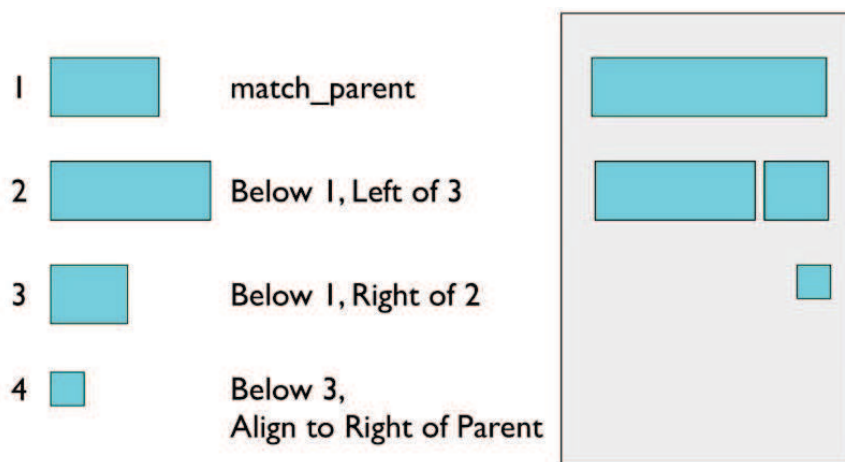 1 match_parent
2 Below 1, Left of 3
3 Below 1, Right of 2
4 Below 3,
Align to Right of Parent